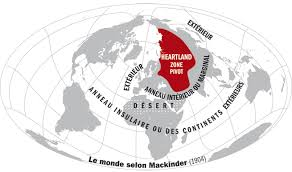 EXTÉRIEUR
HEARTLAND
ZONE
PIVOT
EXTÉRIEUR
ANNEAU INTÉRIEUR OU MARGINAL
DÉSERT
ANNEAU INSULAIRE OU DES CONTINENTS EXTÉRIEURS
Le monde selon Mackinder (1904)